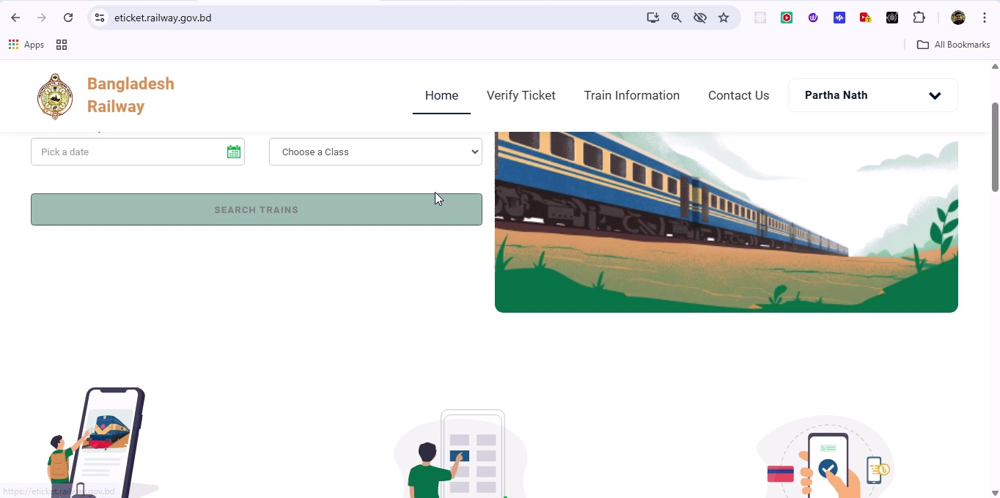 eticket.railway.gov.bd
Apps
All Bookmarks
Bangladesh
Railway
Home
Verify Ticket
Train Information
Contact Us
Partha Nath
Pick a date
Choose a Class
SEARCH TRAINS
https://eticket.railway.gov.bd